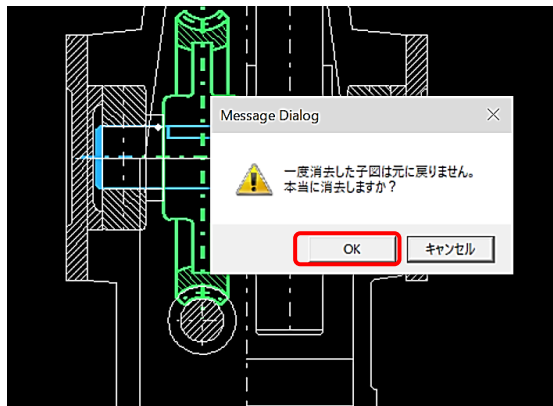 Message Dialog
一度消去した子図は元に戻りません。
本当に消去しますか？
OK
キャンセル